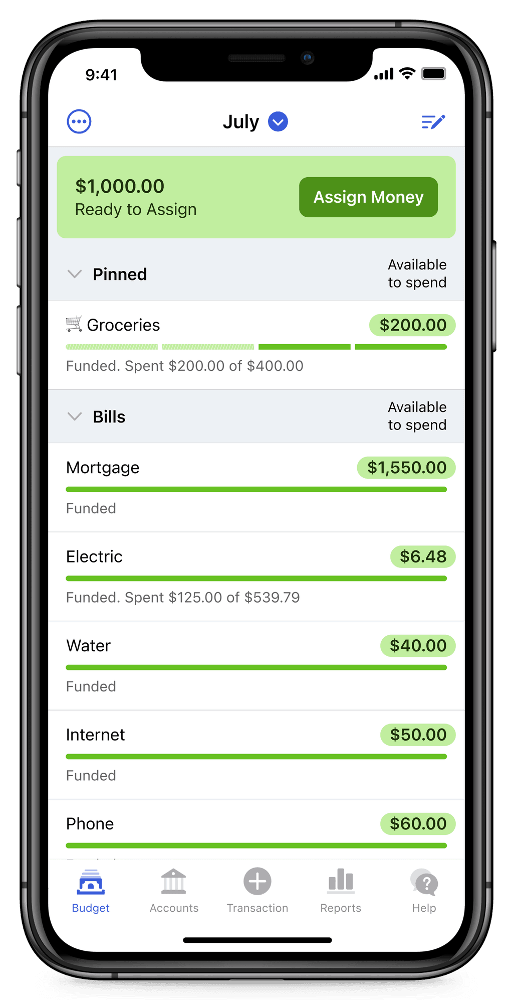 9:41
July
$1,000.00
Ready to Assign
Assign Money
Pinned
Available
to spend
Groceries
$200.00
Funded. Spent $200.00 of $400.00
Bills
Available
to spend
Mortgage
$1,550.00
Funded
Electric
$6.48
Funded. Spent $125.00 of $539.79
Water
$40.00
Funded
Internet
$50.00
Funded
Phone
$60.00
Budget
Accounts
Transaction
Reports
Help